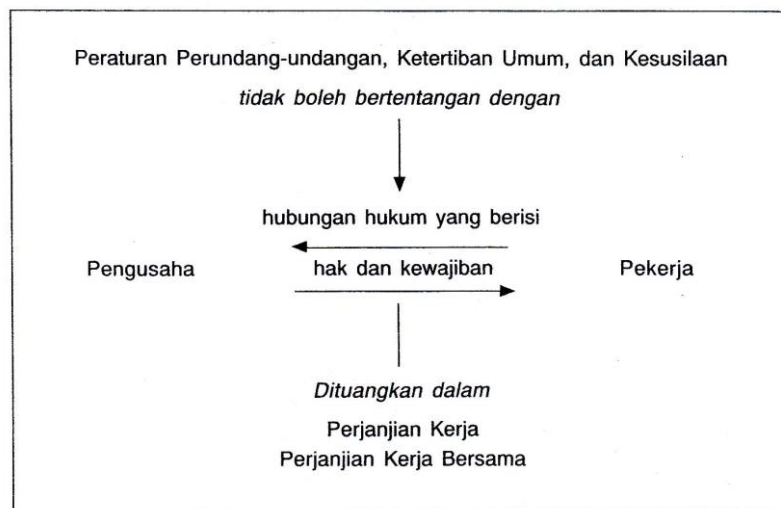 Peraturan Perundang-undangan, Ketertiban Umum, dan Kesusilaan
tidak boleh bertentangan dengan
hubungan hukum yang berisi
Pengusaha hak dan kewajiban Pekerja
Dituangkan dalam
Perjanjian Kerja
Perjanjian Kerja Bersama